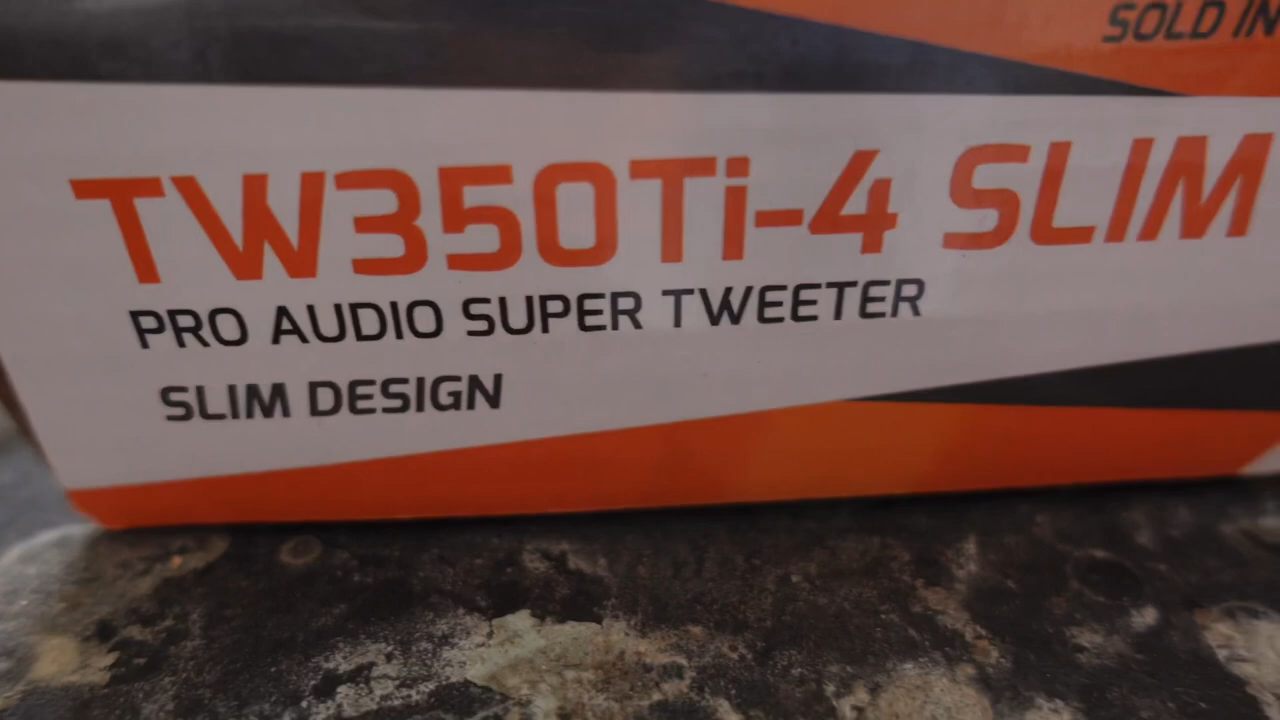 SOLD IN
TW350Ti-4 SLIM
PRO AUDIO SUPER TWEETER
SLIM DESIGN